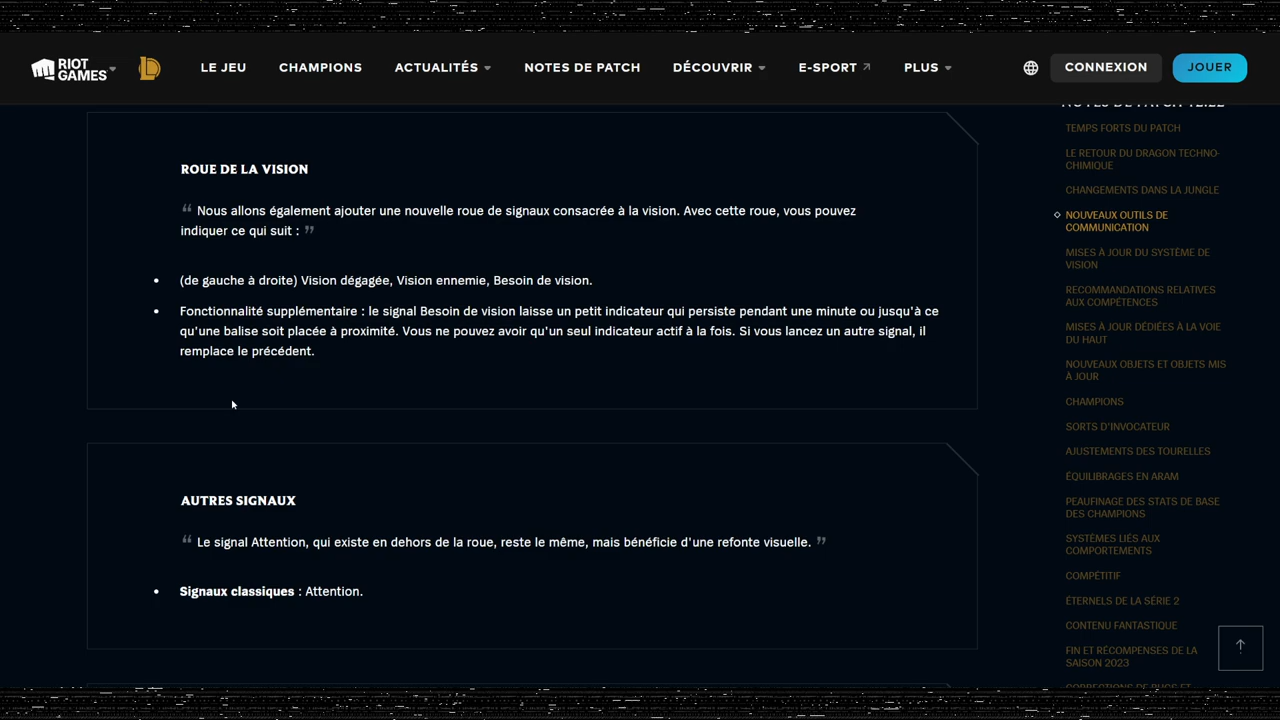 RIOT GAMES
LE JEU
CHAMPIONS
ACTUALITÉS
NOTES DE PATCH
DÉCOUVRIR
E-SPORT
PLUS
CONNEXION
JOUER
ROUE DE LA VISION
“ Nous allons également ajouter une nouvelle roue de signaux consacrée à la vision. Avec cette roue, vous pouvez
indiquer ce qui suit : ”
• (de gauche à droite) Vision dégagée, Vision ennemie, Besoin de vision.
• Fonctionnalité supplémentaire : le signal Besoin de vision laisse un petit indicateur qui persiste pendant une minute ou jusqu'à ce
qu'une balise soit placée à proximité. Vous ne pouvez avoir qu'un seul indicateur actif à la fois. Si vous lancez un autre signal, il
remplace le précédent.
AUTRES SIGNAUX
“ Le signal Attention, qui existe en dehors de la roue, reste le même, mais bénéficie d'une refonte visuelle. ”
• Signaux classiques : Attention.
NOTES DE PATCH 12.22
TEMPS FORTS DU PATCH
LE RETOUR DU DRAGON TECHNO-
CHIMIQUE
CHANGEMENTS DANS LA JUNGLE
NOUVEAUX OUTILS DE
COMMUNICATION
MISES À JOUR DU SYSTÈME DE
VISION
RECOMMANDATIONS RELATIVES
AUX COMPÉTENCES
MISES À JOUR DÉDIÉES À LA VOIE
DU HAUT
NOUVEAUX OBJETS ET OBJETS MIS
À JOUR
CHAMPIONS
SORTS D'INVOCATEUR
AJUSTEMENTS DES TOURELLES
ÉQUILIBRAGES EN ARAM
PEAUFINAGE DES STATS DE BASE
DES CHAMPIONS
SYSTÈMES LIÉS AUX
COMPORTEMENTS
COMPÉTITIF
ÉTERNELS DE LA SÉRIE 2
CONTENU FANTASTIQUE
FIN ET RÉCOMPENSES DE LA
SAISON 2023
CORRECTIONS DE BUGS ET